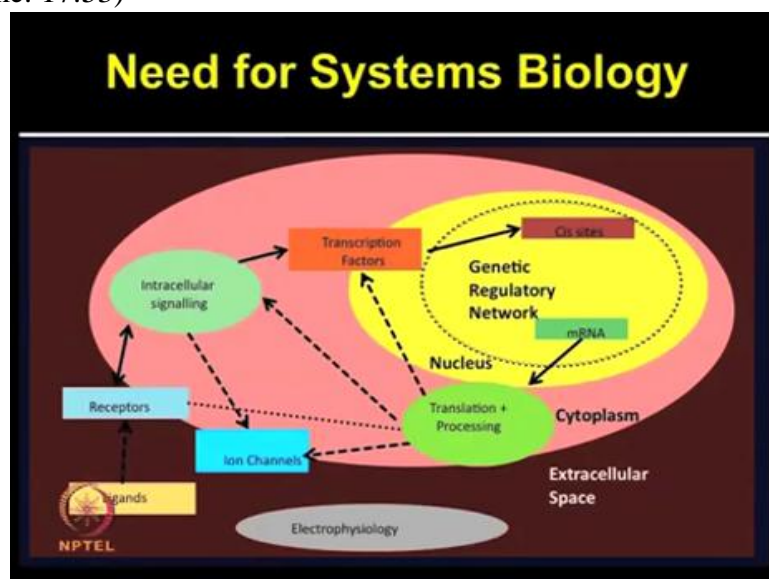 Need for Systems Biology
Transcription
Factors
Cis sites
Genetic
Regulatory
Network
Intracellular
signalling
mRNA
Nucleus
Receptors
Translation +
Processing
Cytoplasm
Ion Channels
Extracellular
Space
Ligands
Electrophysiology
NPTEL